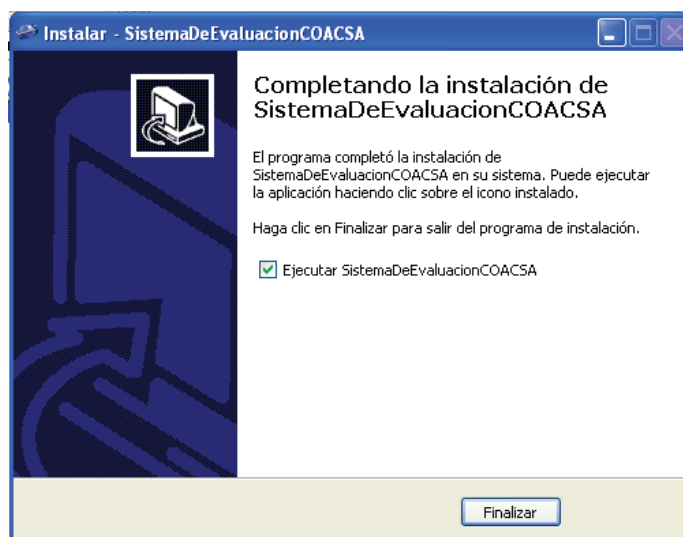 Instalar - SistemaDeEvaluacionCOACSA
Completando la instalación de
SistemaDeEvaluacionCOACSA
El programa completó la instalación de
SistemaDeEvaluacionCOACSA en su sistema. Puede ejecutar
la aplicación haciendo clic sobre el icono instalado.
Haga clic en Finalizar para salir del programa de instalación.
Ejecutar SistemaDeEvaluacionCOACSA
Finalizar